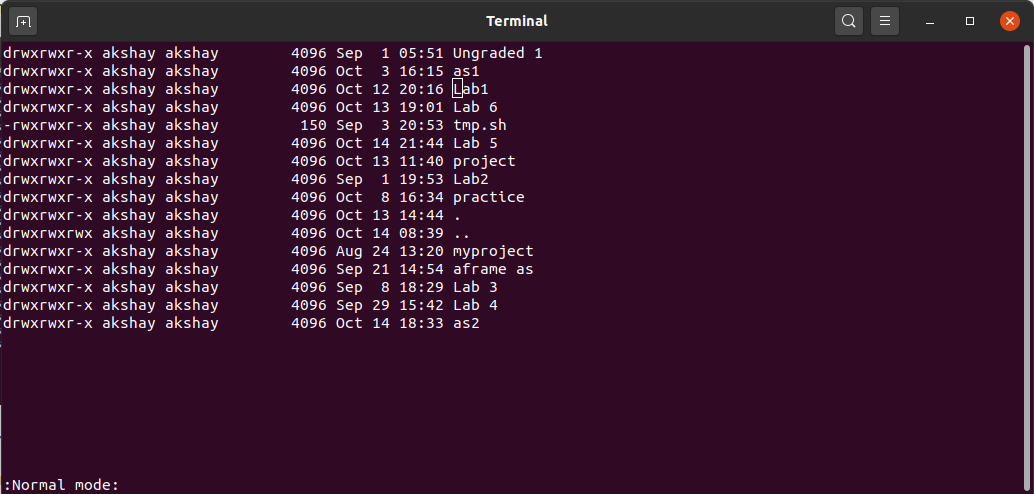 Terminal
drwxrwxr-x akshay akshay        4096 Sep  1 05:51 Ungraded 1
drwxrwxr-x akshay akshay        4096 Oct  3 16:15 as1
drwxrwxr-x akshay akshay        4096 Oct 12 20:16 Lab1
drwxrwxr-x akshay akshay        4096 Oct 13 19:01 Lab 6
-rwxrwxr-x akshay akshay         150 Sep  3 20:53 tmp.sh
drwxrwxr-x akshay akshay        4096 Oct 14 21:44 Lab 5
drwxrwxr-x akshay akshay        4096 Oct 13 11:40 project
drwxrwxr-x akshay akshay        4096 Sep  1 19:53 Lab2
drwxrwxr-x akshay akshay        4096 Oct  8 16:34 practice
drwxrwxr-x akshay akshay        4096 Oct 13 14:44 .
drwxrwxrwx akshay akshay        4096 Oct 14 08:39 ..
drwxrwxr-x akshay akshay        4096 Aug 24 13:20 myproject
drwxrwxr-x akshay akshay        4096 Sep 21 14:54 aframe as
drwxrwxr-x akshay akshay        4096 Sep  8 18:29 Lab 3
drwxrwxr-x akshay akshay        4096 Sep 29 15:42 Lab 4
drwxrwxr-x akshay akshay        4096 Oct 14 18:33 as2
:Normal mode: